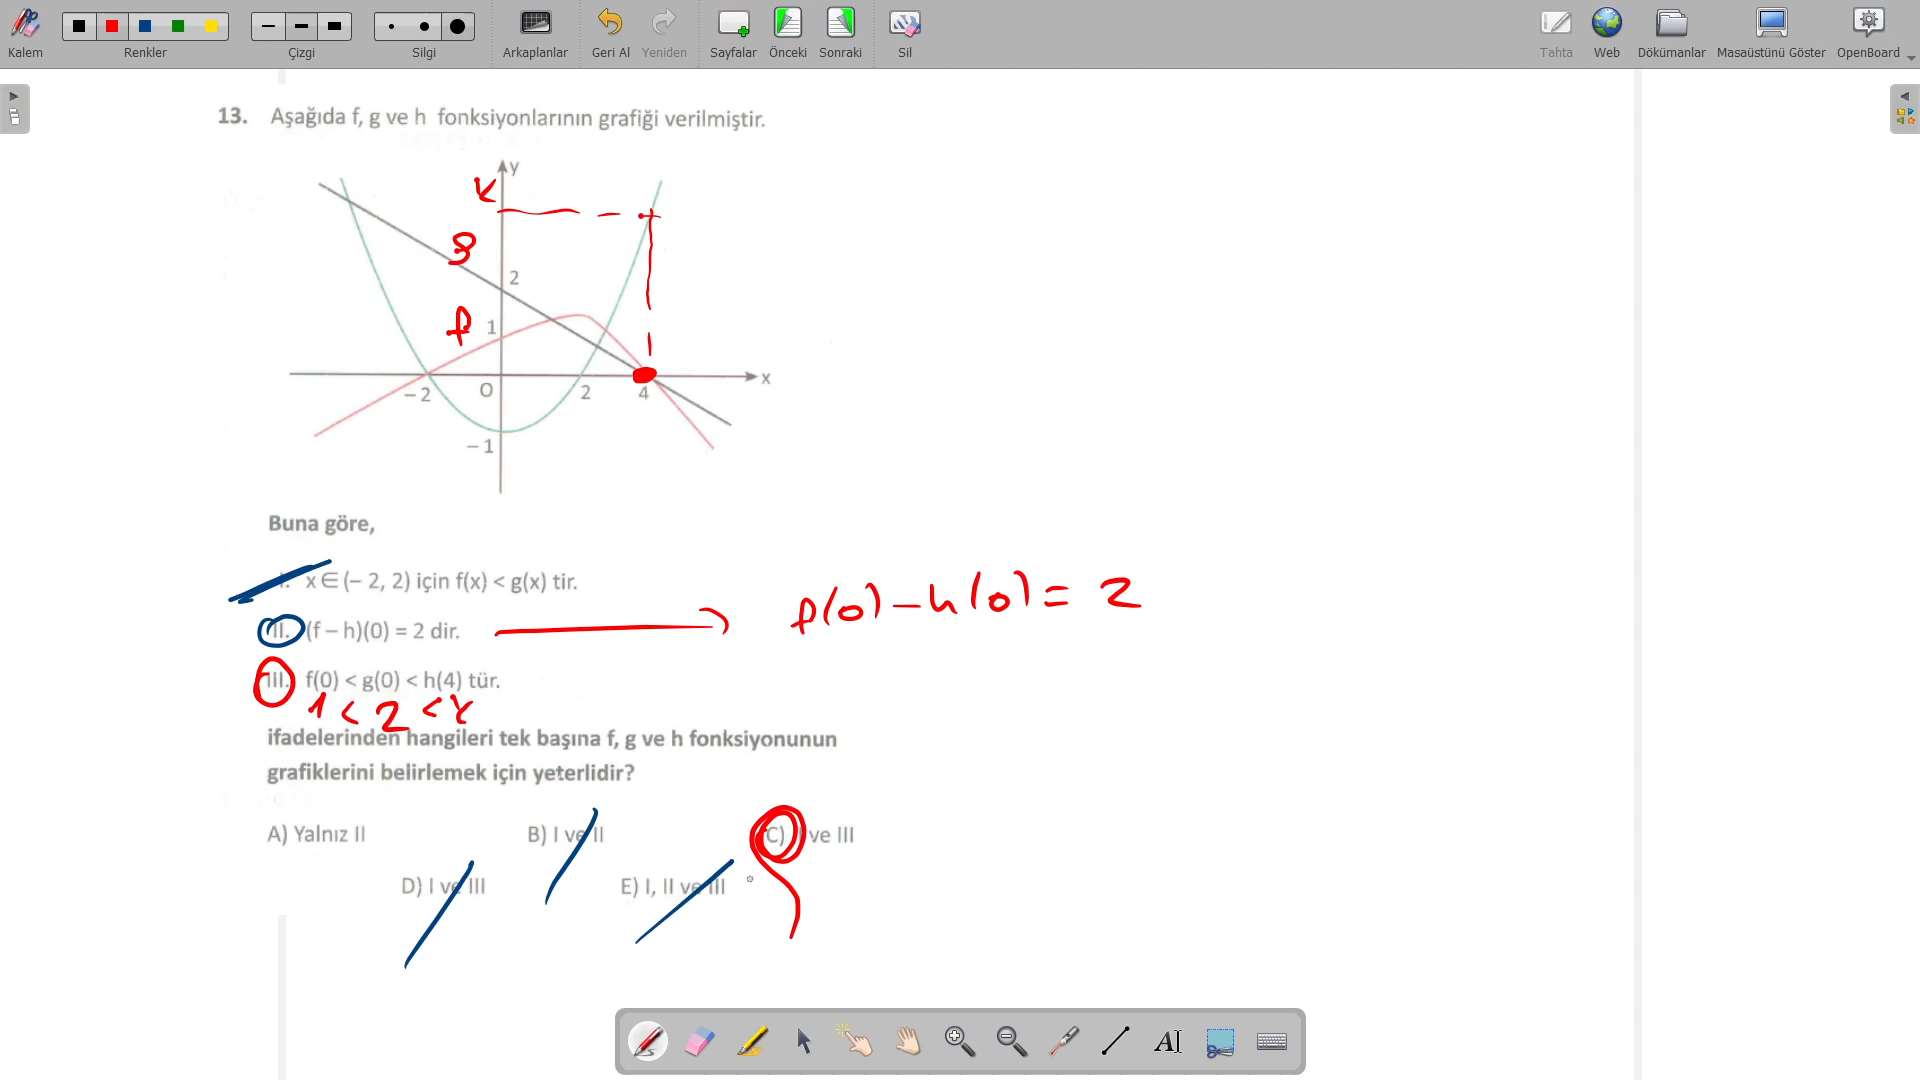 Kalem
Renkler
Çizgi
Silgi
Arkaplanlar
Geri Al
Yeniden
Sayfalar
Önceki
Sonraki
Sil
Tahta
Web
Dökümanlar
Masaüstünü Göster
OpenBoard
13. Aşağıda f, g ve h fonksiyonlarının grafiği verilmiştir.
y
K
g
2
f
1
x
-2
O
2
4
-1
Buna göre,
I. x ∈ (– 2, 2) için f(x) < g(x) tir.
II. (f – h)(0) = 2 dir.
f(0) - h(0) = 2
III. f(0) < g(0) < h(4) tür.
1 < 2 < K
ifadelerinden hangileri tek başına f, g ve h fonksiyonunun
grafiklerini belirlemek için yeterlidir?
A) Yalnız II
B) I ve II
C) II ve III
D) I ve III
E) I, II ve III